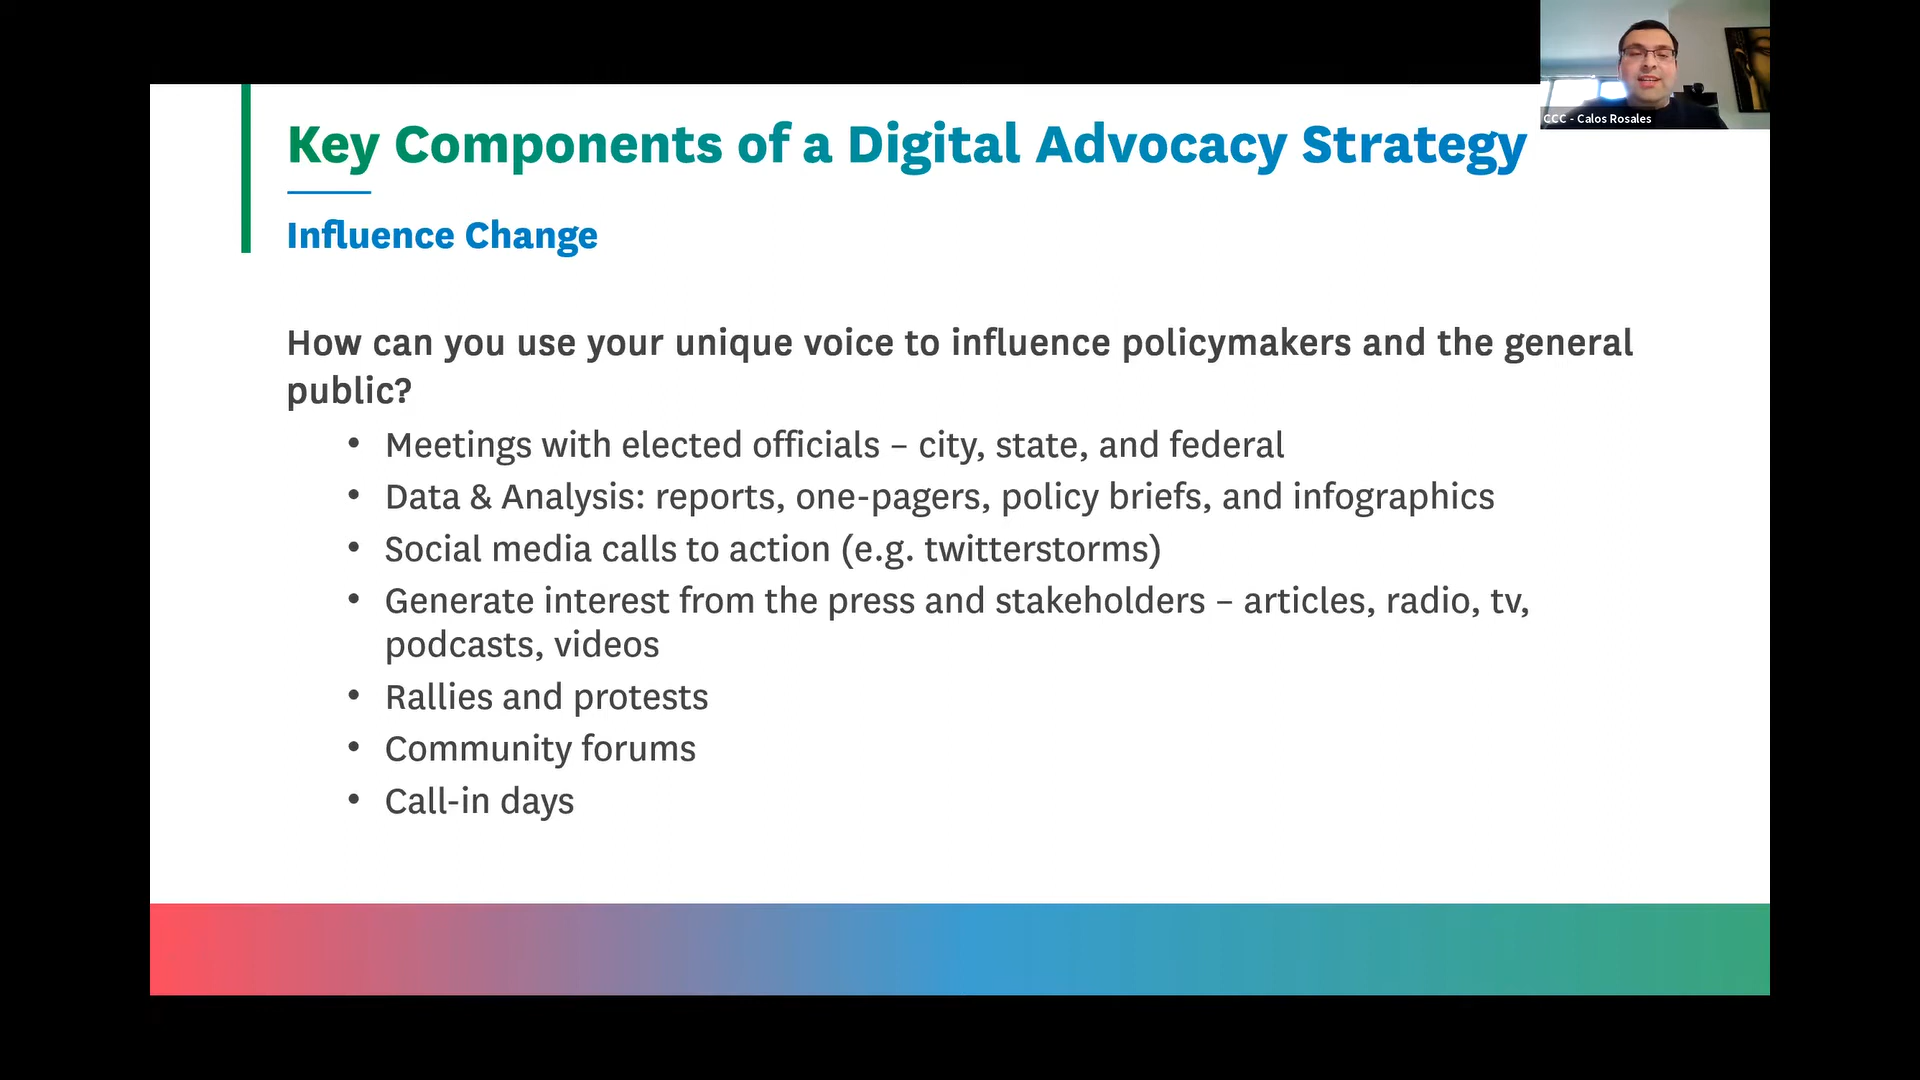 CCC - Calos Rosales
Key Components of a Digital Advocacy Strategy
Influence Change
How can you use your unique voice to influence policymakers and the general
public?
• Meetings with elected officials – city, state, and federal
• Data & Analysis: reports, one-pagers, policy briefs, and infographics
• Social media calls to action (e.g. twitterstorms)
• Generate interest from the press and stakeholders – articles, radio, tv,
podcasts, videos
• Rallies and protests
• Community forums
• Call-in days